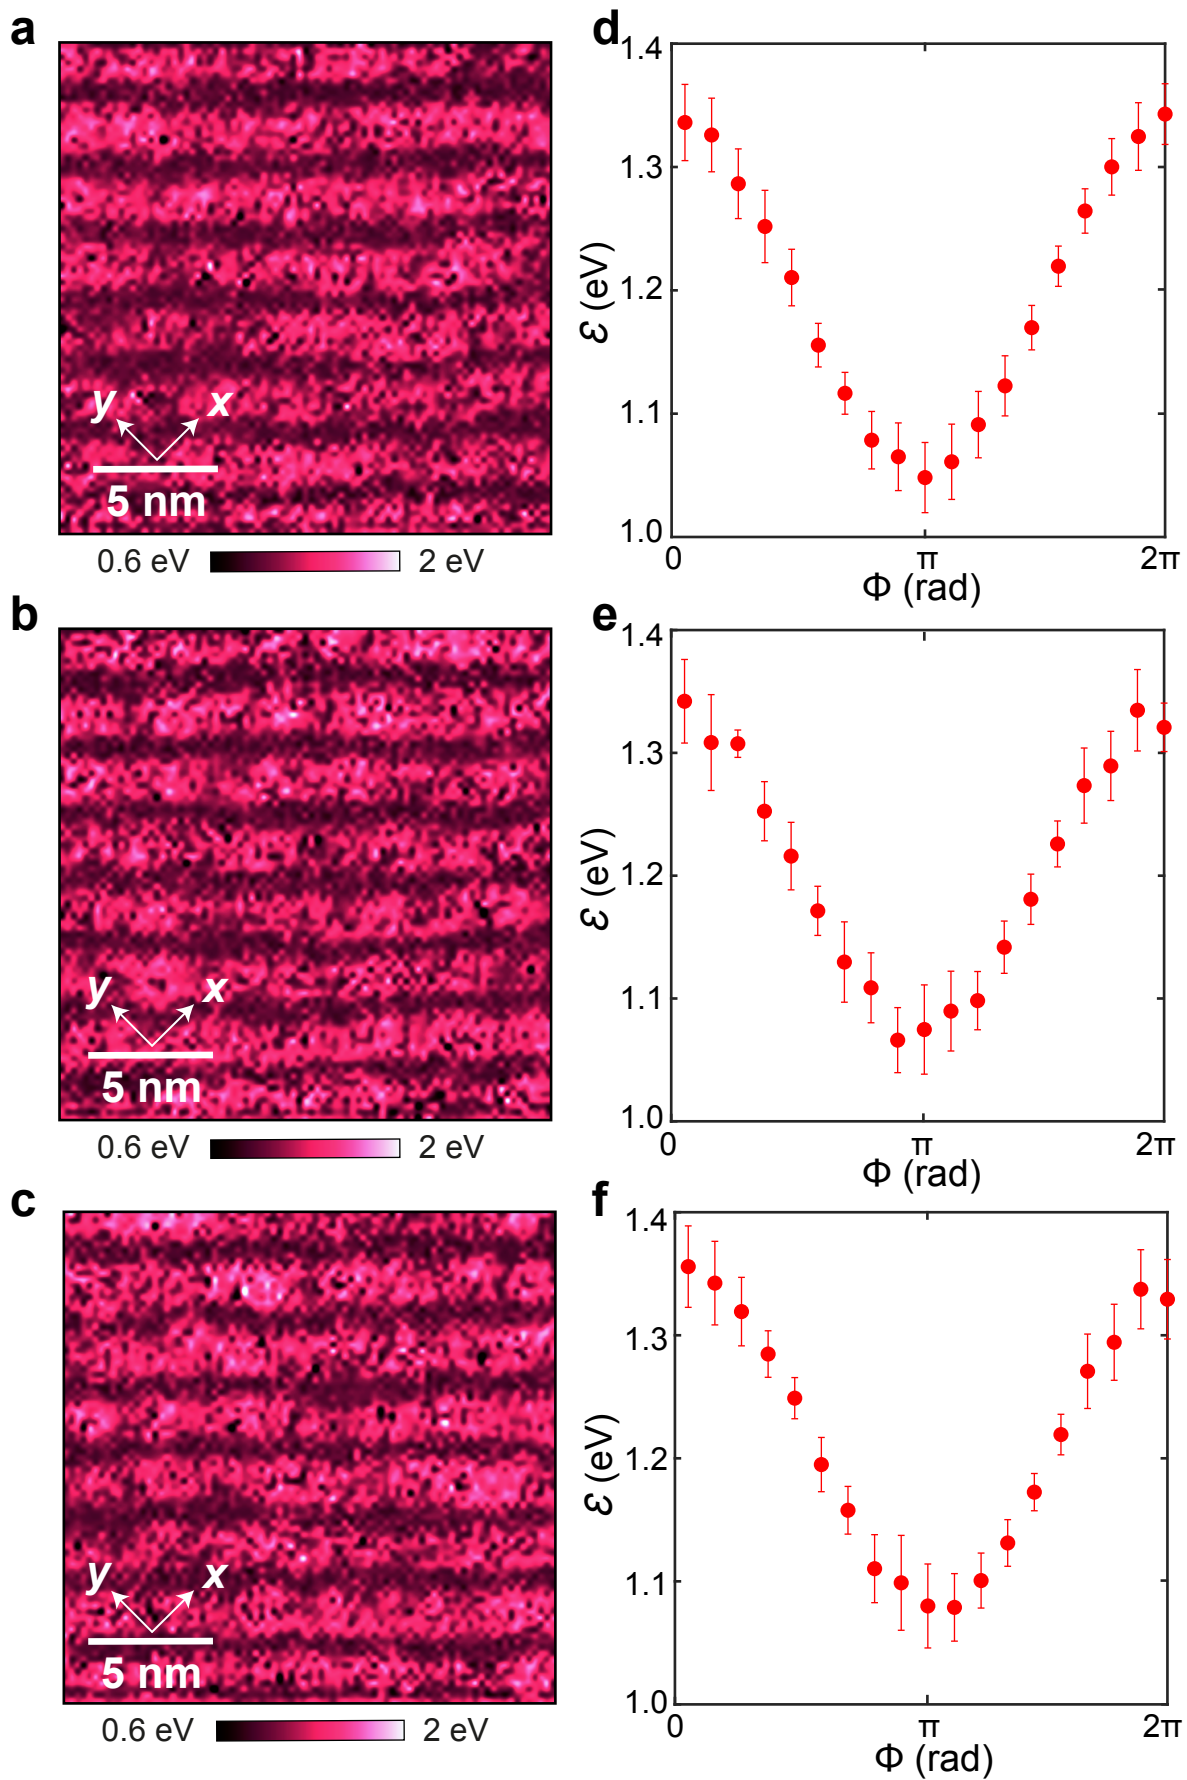 a
y x
5 nm
0.6 eV 2 eV
d
1.4
1.3
1.2
1.1
1.0
ℰ (eV)
0 π 2π
Φ (rad)
b
y x
5 nm
0.6 eV 2 eV
e
1.4
1.3
1.2
1.1
1.0
ℰ (eV)
0 π 2π
Φ (rad)
c
y x
5 nm
0.6 eV 2 eV
f
1.4
1.3
1.2
1.1
1.0
ℰ (eV)
0 π 2π
Φ (rad)